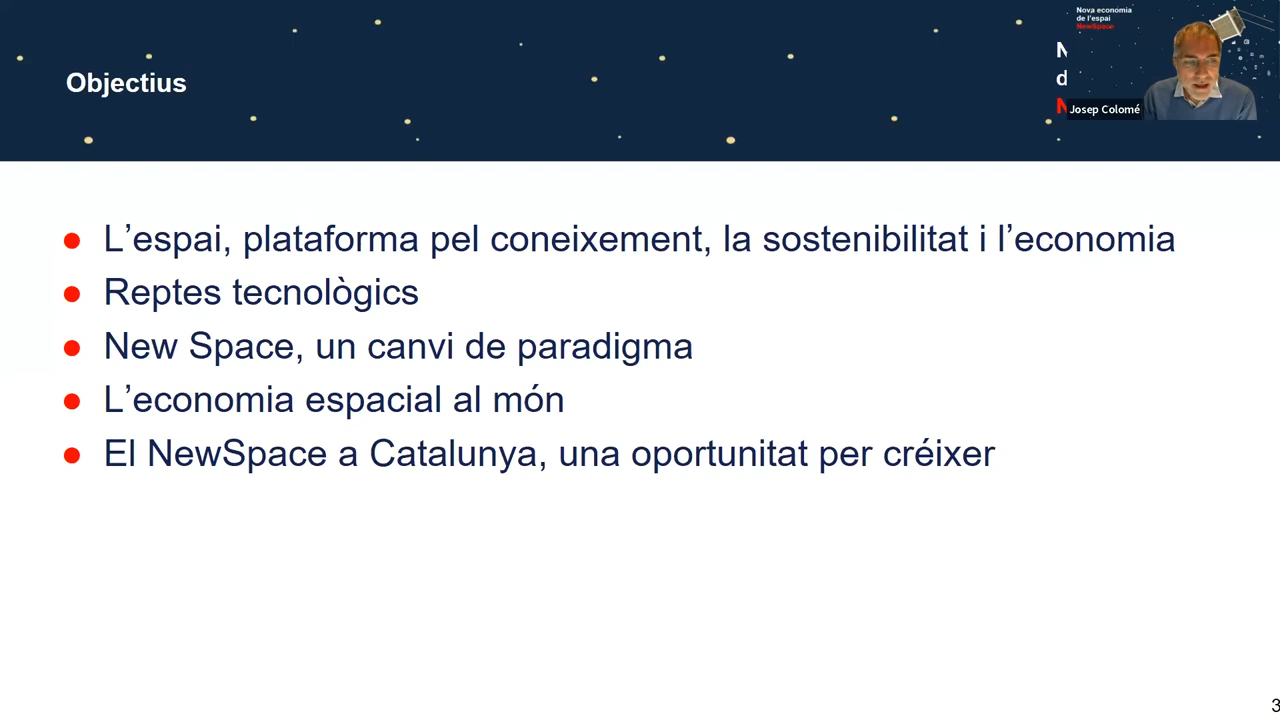 Objectius
Nova economia
de l'espai
NewSpace
N
d
N
Josep Colomé
L'espai, plataforma pel coneixement, la sostenibilitat i l'economia
Reptes tecnològics
New Space, un canvi de paradigma
L'economia espacial al món
El NewSpace a Catalunya, una oportunitat per créixer
3